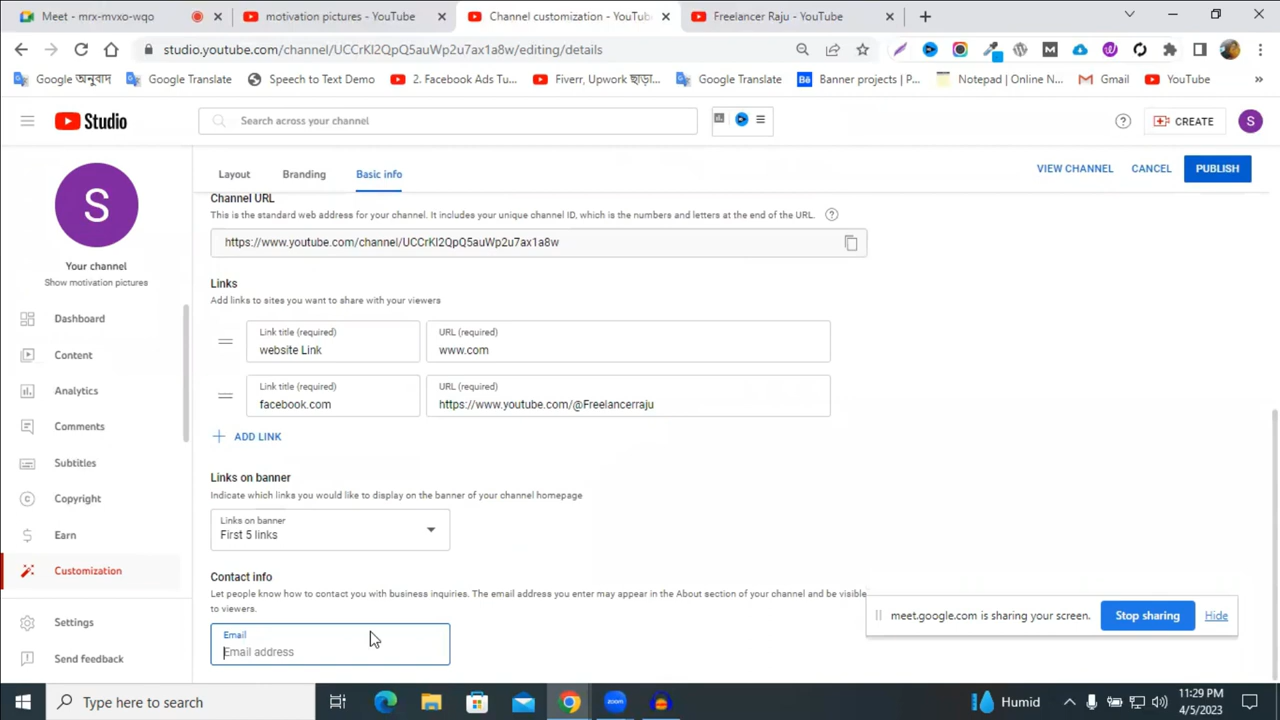 Meet - mrx-mvxo-wqo
motivation pictures - YouTube
Channel customization - YouTube
Freelancer Raju - YouTube
studio.youtube.com/channel/UCCrKl2QpQ5auWp2u7ax1a8w/editing/details
Google অনুবাদ
Google Translate
Speech to Text Demo
2. Facebook Ads Tu...
Fiverr, Upwork ছাড়া...
Google Translate
Banner projects | P...
Notepad | Online N...
Gmail
YouTube
»
Studio
Search across your channel
CREATE
S
Layout
Branding
Basic info
VIEW CHANNEL
CANCEL
PUBLISH
S
Your channel
Show motivation pictures
Dashboard
Content
Analytics
Comments
Subtitles
Copyright
Earn
Customization
Settings
Send feedback
Channel URL
This is the standard web address for your channel. It includes your unique channel ID, which is the numbers and letters at the end of the URL.
https://www.youtube.com/channel/UCCrKl2QpQ5auWp2u7ax1a8w
Links
Add links to sites you want to share with your viewers
Link title (required)
website Link
URL (required)
www.com
Link title (required)
facebook.com
URL (required)
https://www.youtube.com/@Freelancerraju
ADD LINK
Links on banner
Indicate which links you would like to display on the banner of your channel homepage
Links on banner
First 5 links
Contact info
Let people know how to contact you with business inquiries. The email address you enter may appear in the About section of your channel and be visible
to viewers.
Email
Email address
meet.google.com is sharing your screen.
Stop sharing
Hide
Type here to search
zoom
Humid
11:29 PM
4/5/2023